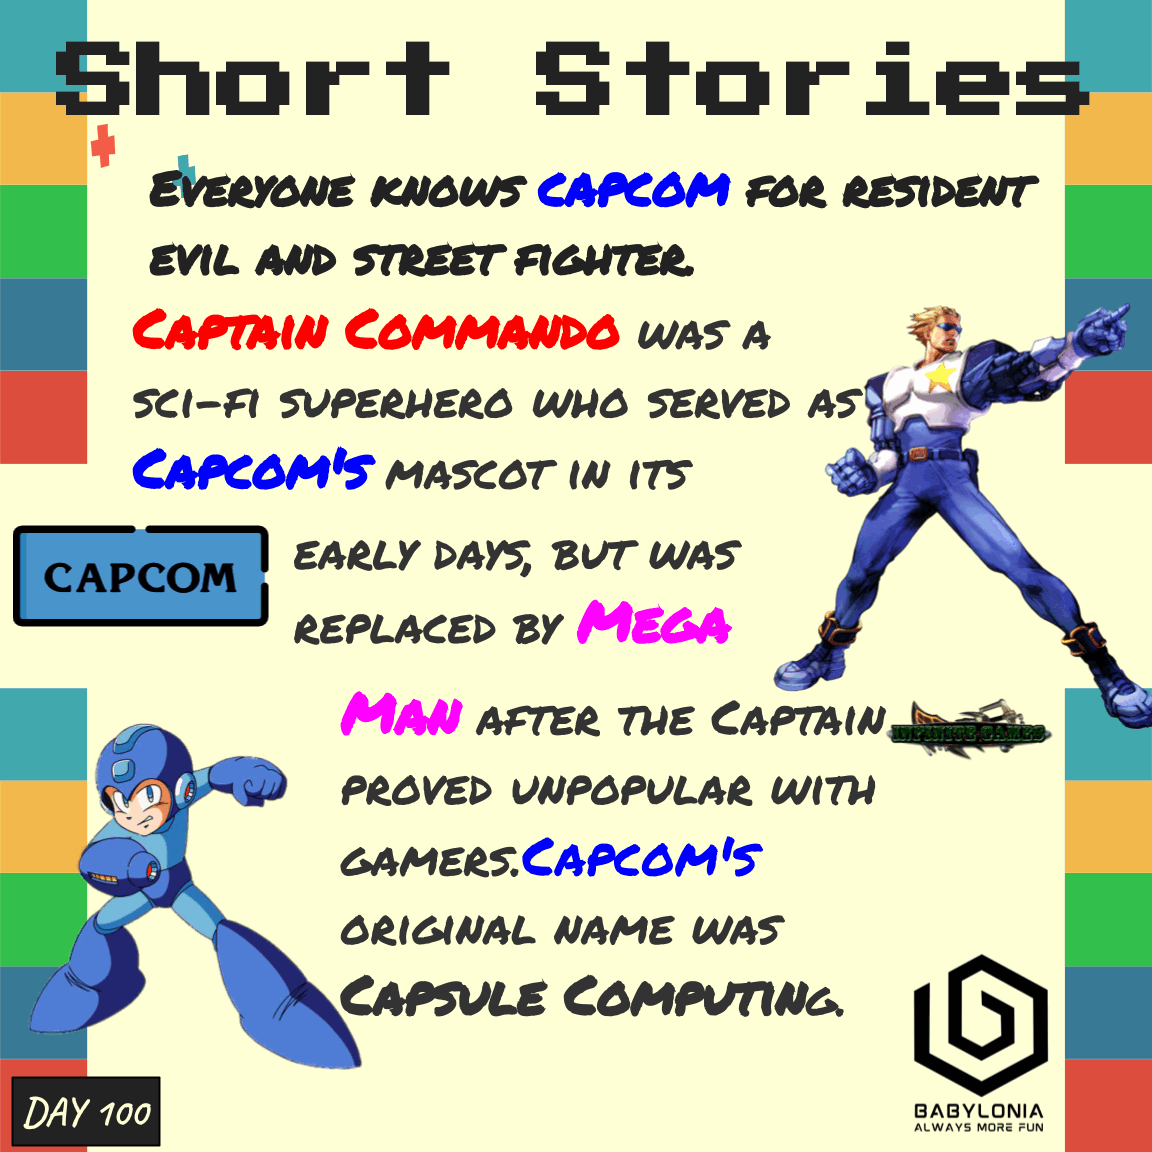 Short Stories
Everyone knows CAPCOM for resident
evil and street fighter.
Captain Commando was a
sci-fi superhero who served as
Capcom's mascot in its
CAPCOM
early days, but was
replaced by Mega
Man after the Captain
INFINITE GAMES
proved unpopular with
gamers.Capcom's
original name was
Capsule Computing.
BABYLONIA
ALWAYS MORE FUN
DAY 100